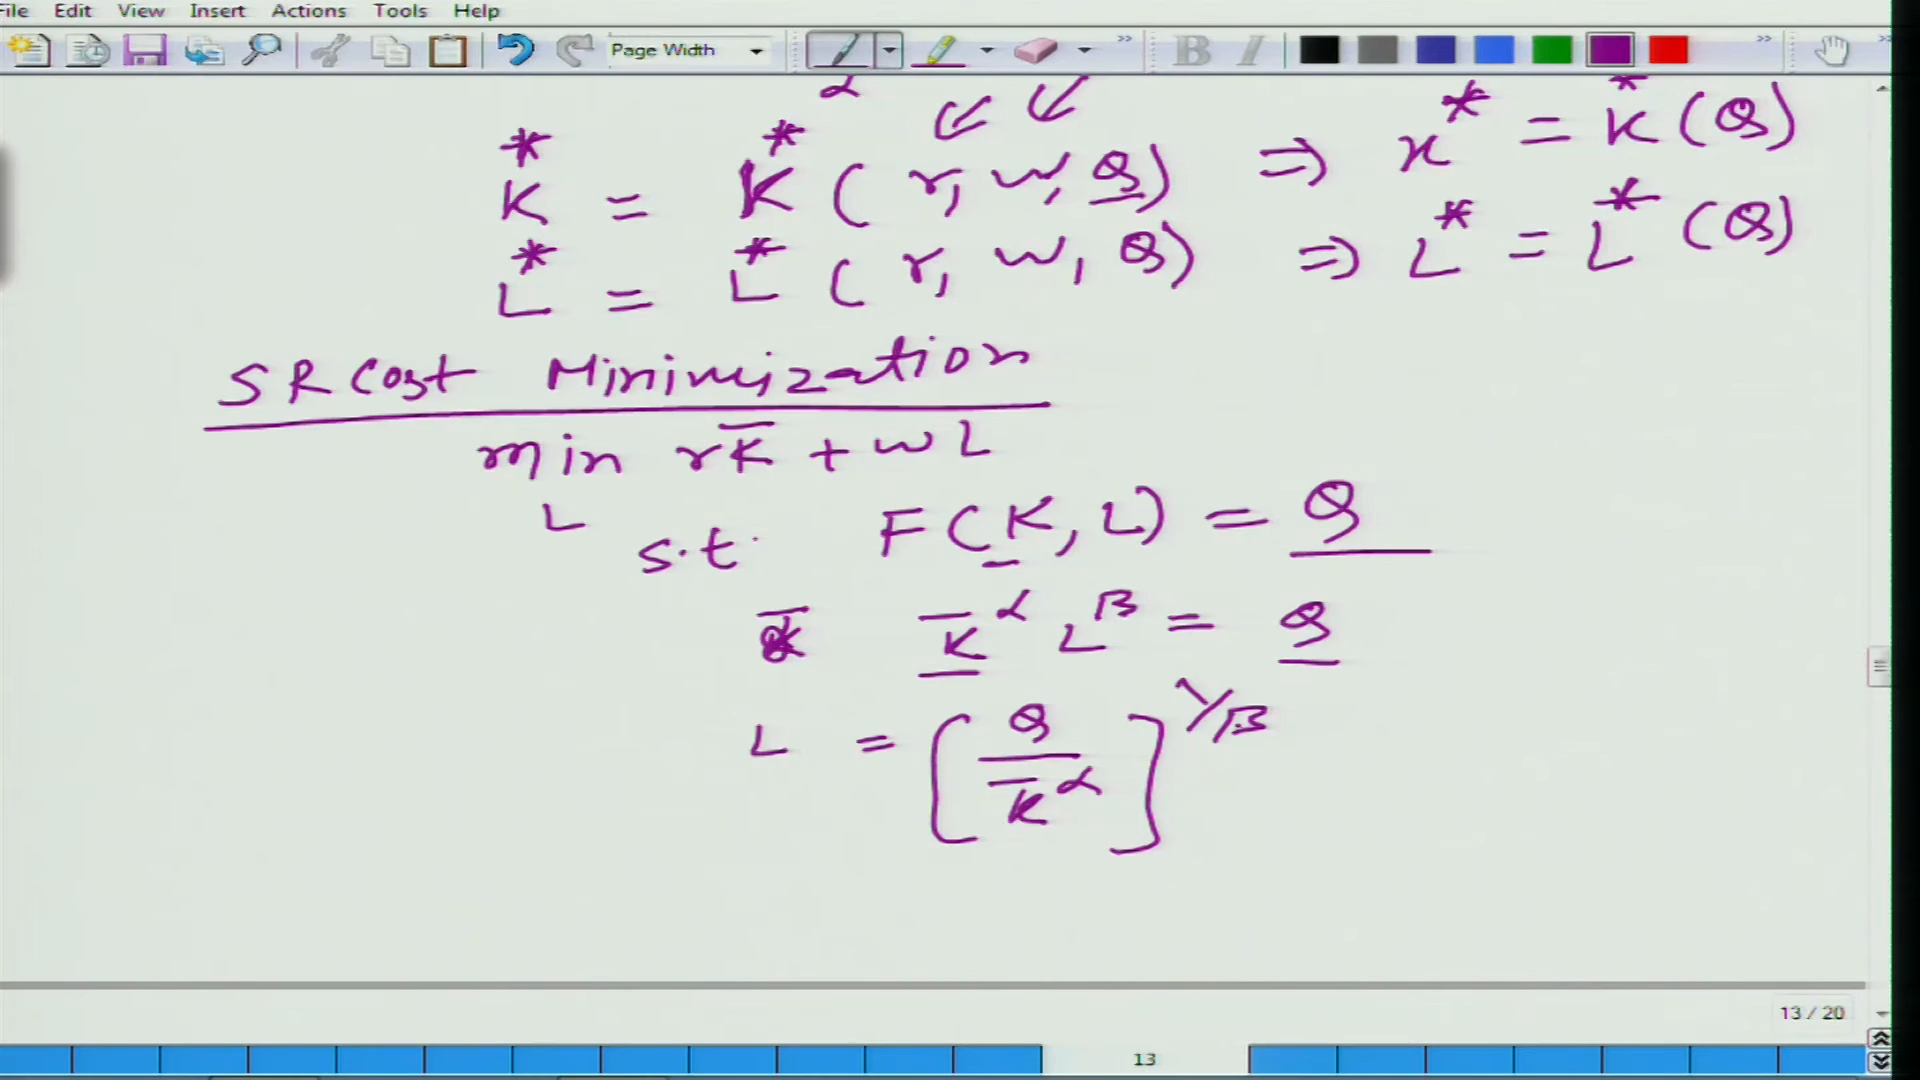 File Edit View Insert Actions Tools Help
Page Width
α
K* = K*(r, w, Q) ⇒ x* = K*(Q)
L* = L*(r, w, Q) ⇒ L* = L*(Q)
SR Cost Minimization
min rK̅ + wL
L
s.t. F(K, L) = Q
K̅ K̅^α L^β = Q
L = [Q / K̅^α]^1/β
13 / 20
13